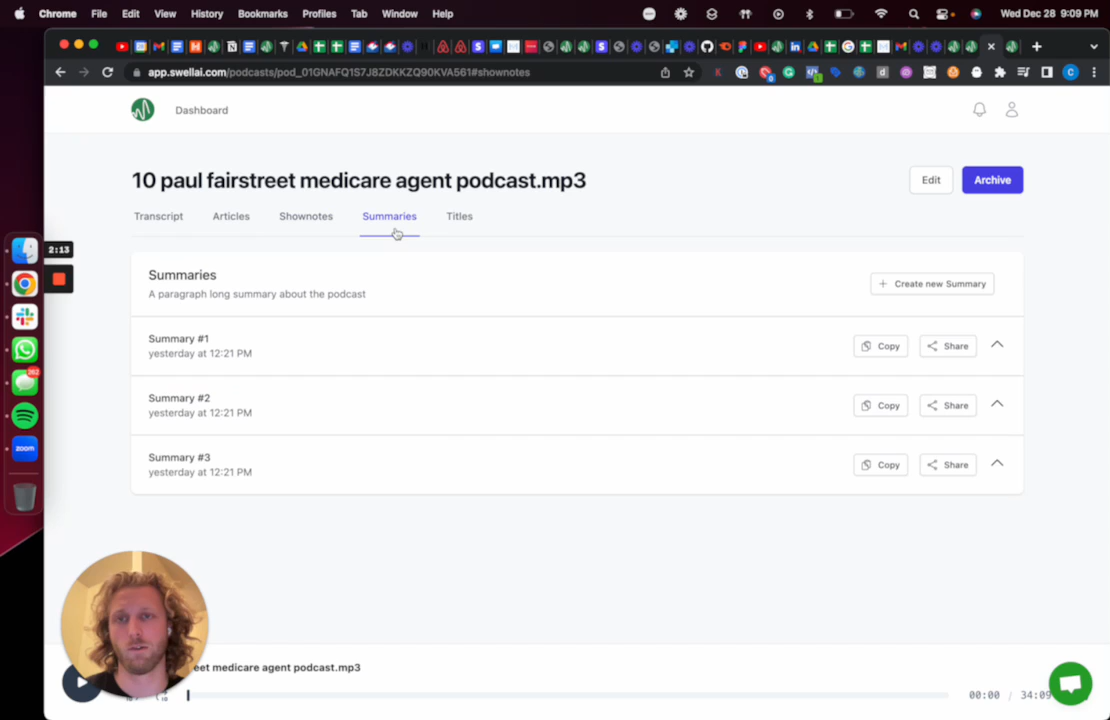 Chrome File Edit View History Bookmarks Profiles Tab Window Help Wed Dec 28 9:09 PM
app.swellai.com/podcasts/pod_01GNAFQ1S7J8ZDKKZQ90KVA561#shownotes
Dashboard
10 paul fairstreet medicare agent podcast.mp3
Edit Archive
Transcript Articles Shownotes Summaries Titles
2:13
Summaries
A paragraph long summary about the podcast
+ Create new Summary
Summary #1
yesterday at 12:21 PM
Copy Share
Summary #2
yesterday at 12:21 PM
Copy Share
Summary #3
yesterday at 12:21 PM
Copy Share
262
zoom
eet medicare agent podcast.mp3
00:00 / 34:09